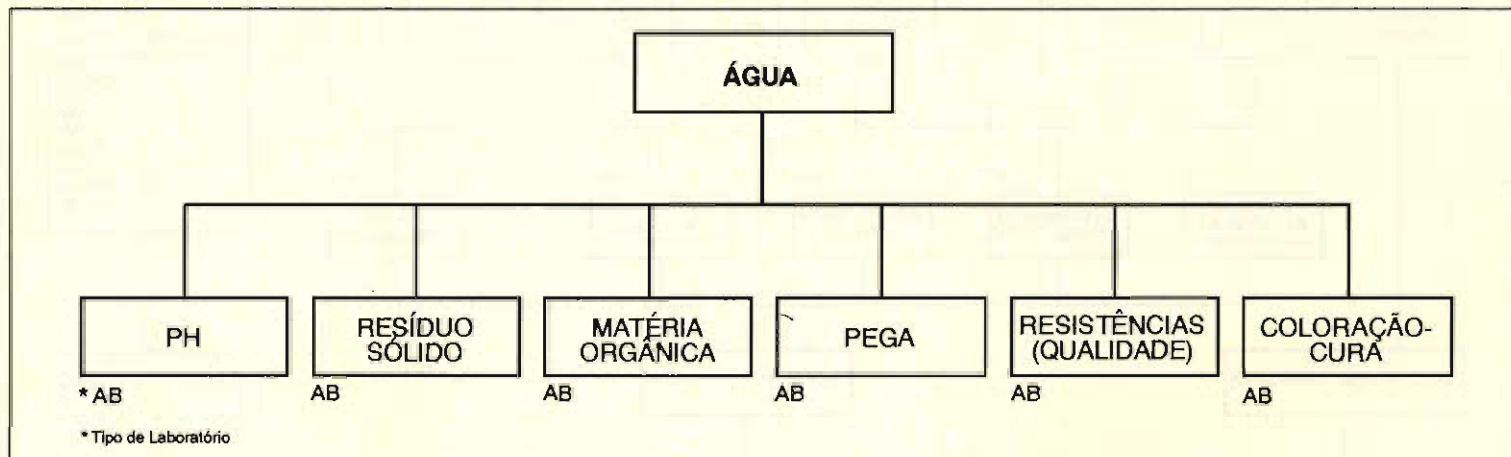 ÁGUA
PH
RESÍDUO
SÓLIDO
MATÉRIA
ORGÂNICA
PEGA
RESISTÊNCIAS
(QUALIDADE)
COLORAÇÃO-
CURA
* AB
AB
AB
AB
AB
AB
* Tipo de Laboratório